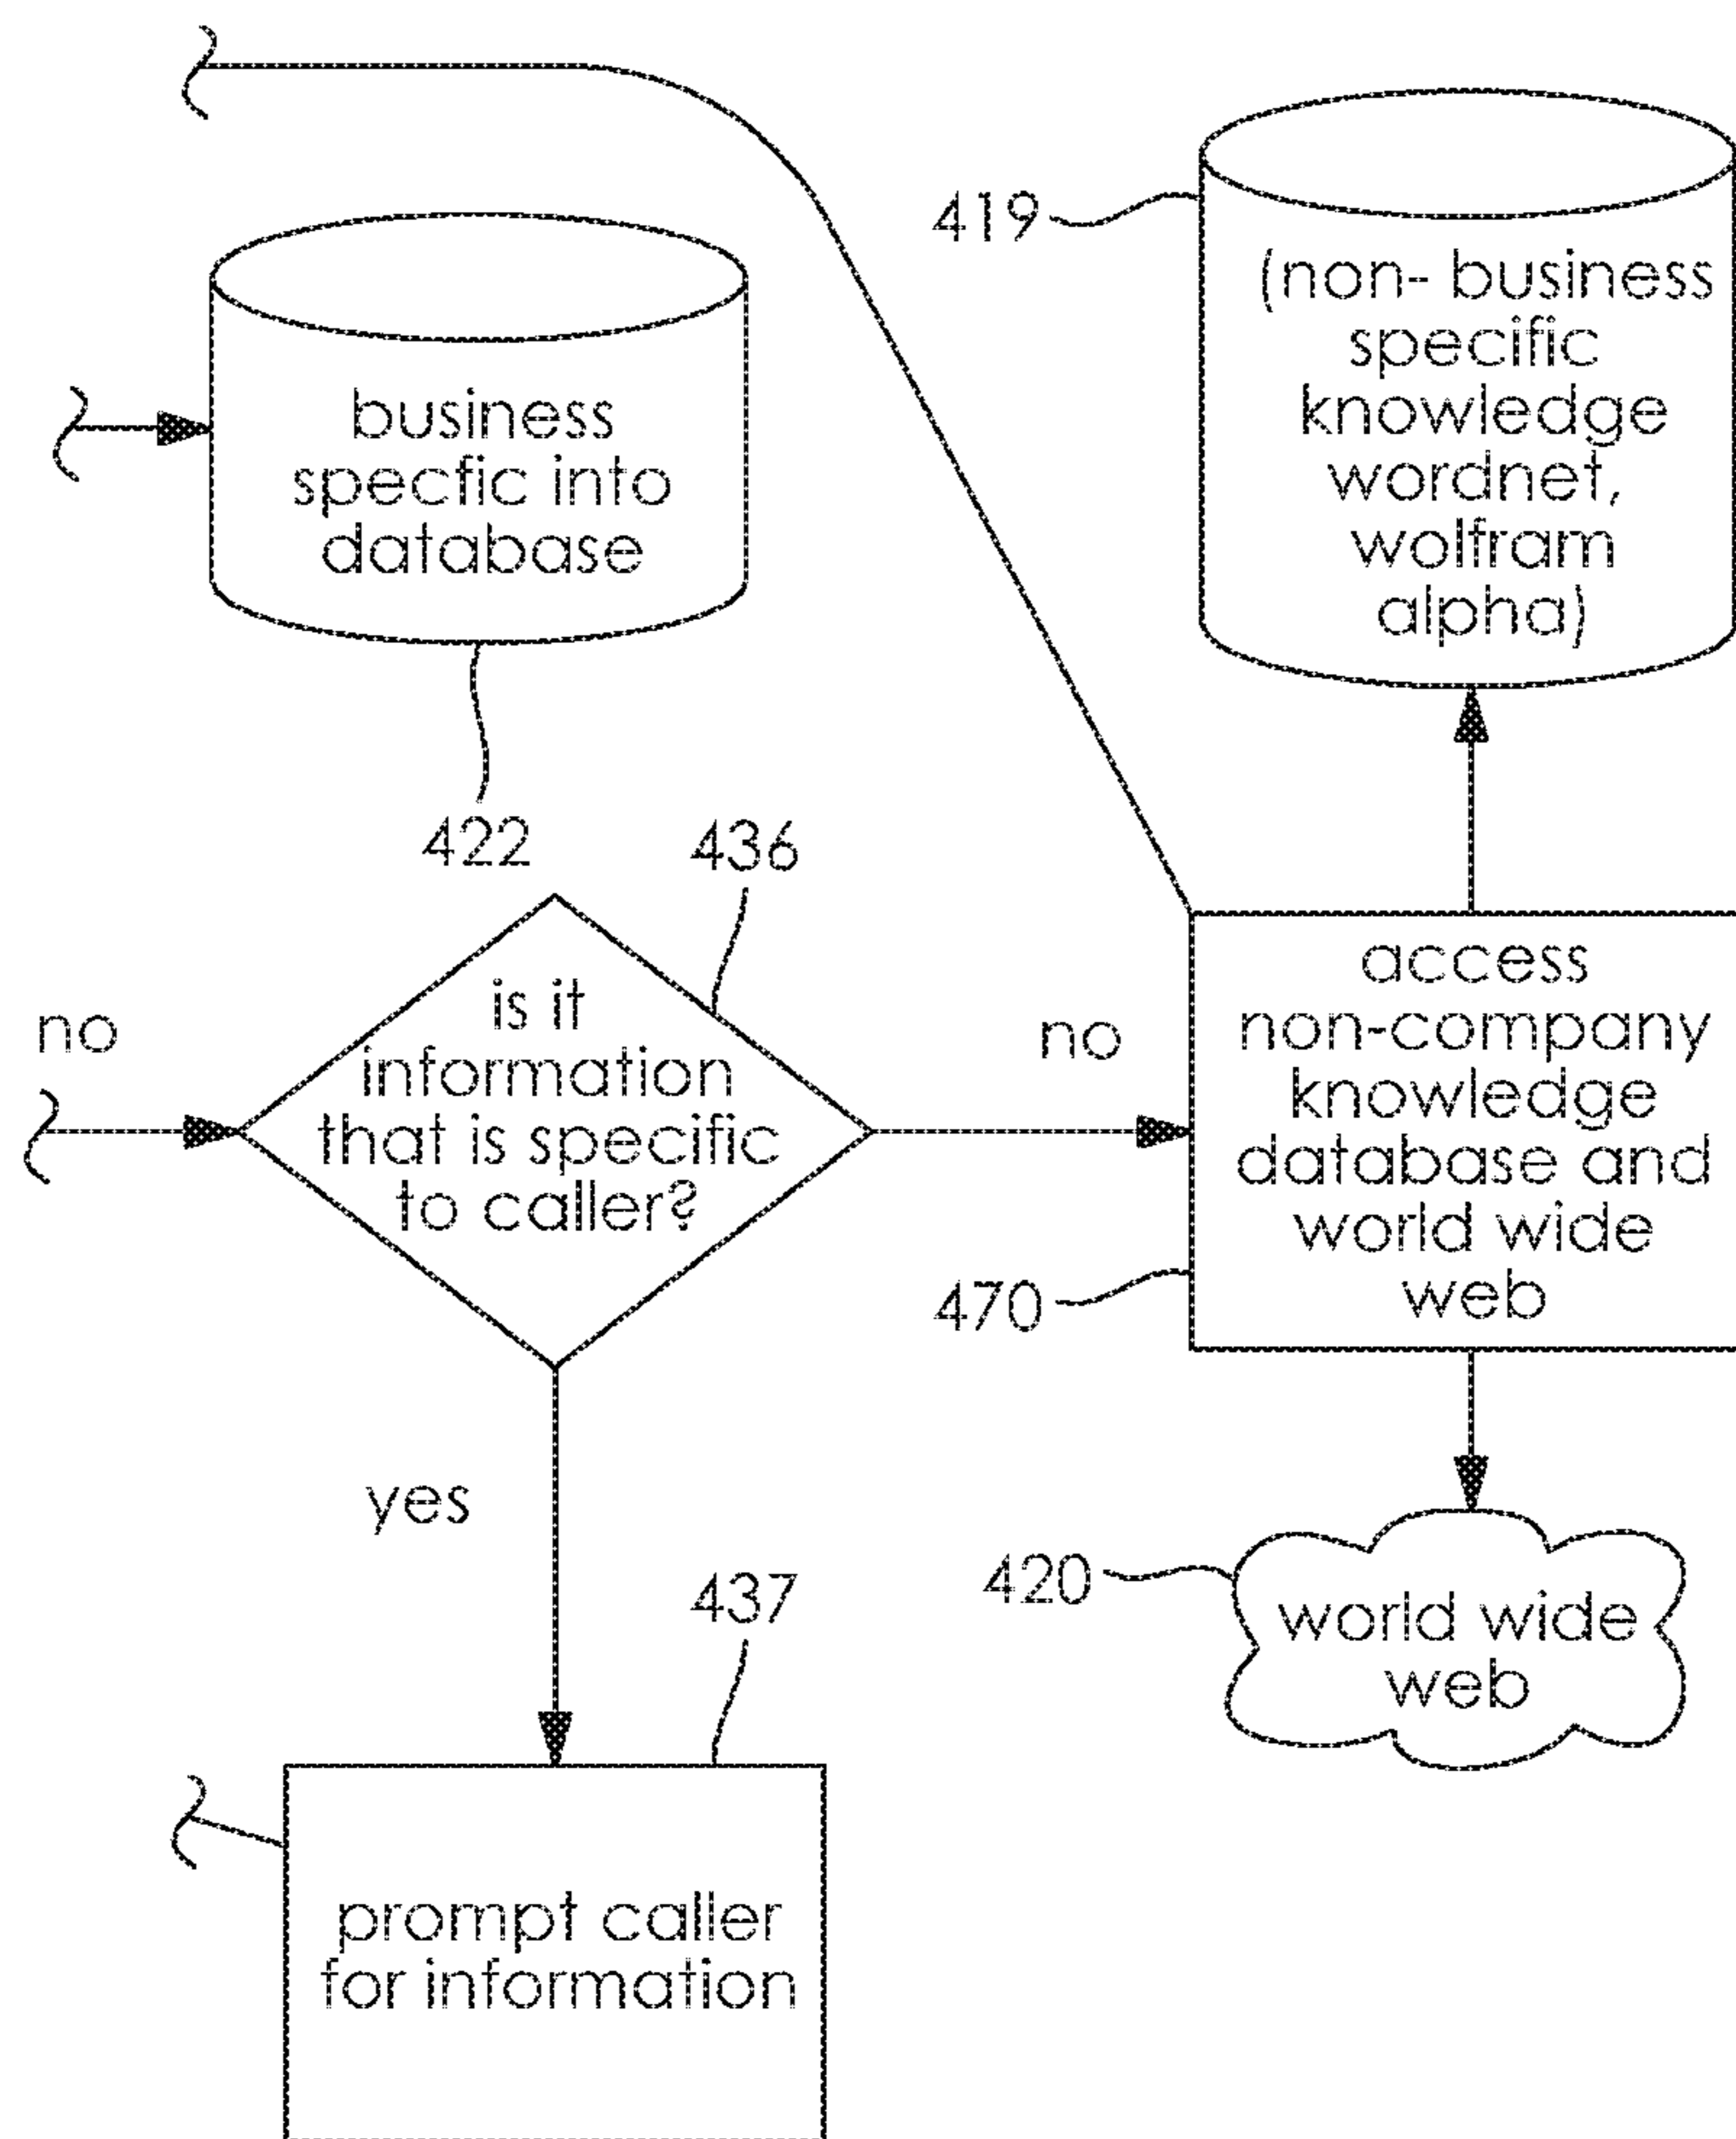 419
(non- business
specific
knowledge
wordnet,
wolfram
alpha)
business
specfic into
database
422
436
no
is it
information
that is specific
to caller?
no
access
non-company
knowledge
database and
world wide
web
470
yes
437
420
world wide
web
prompt caller
for information